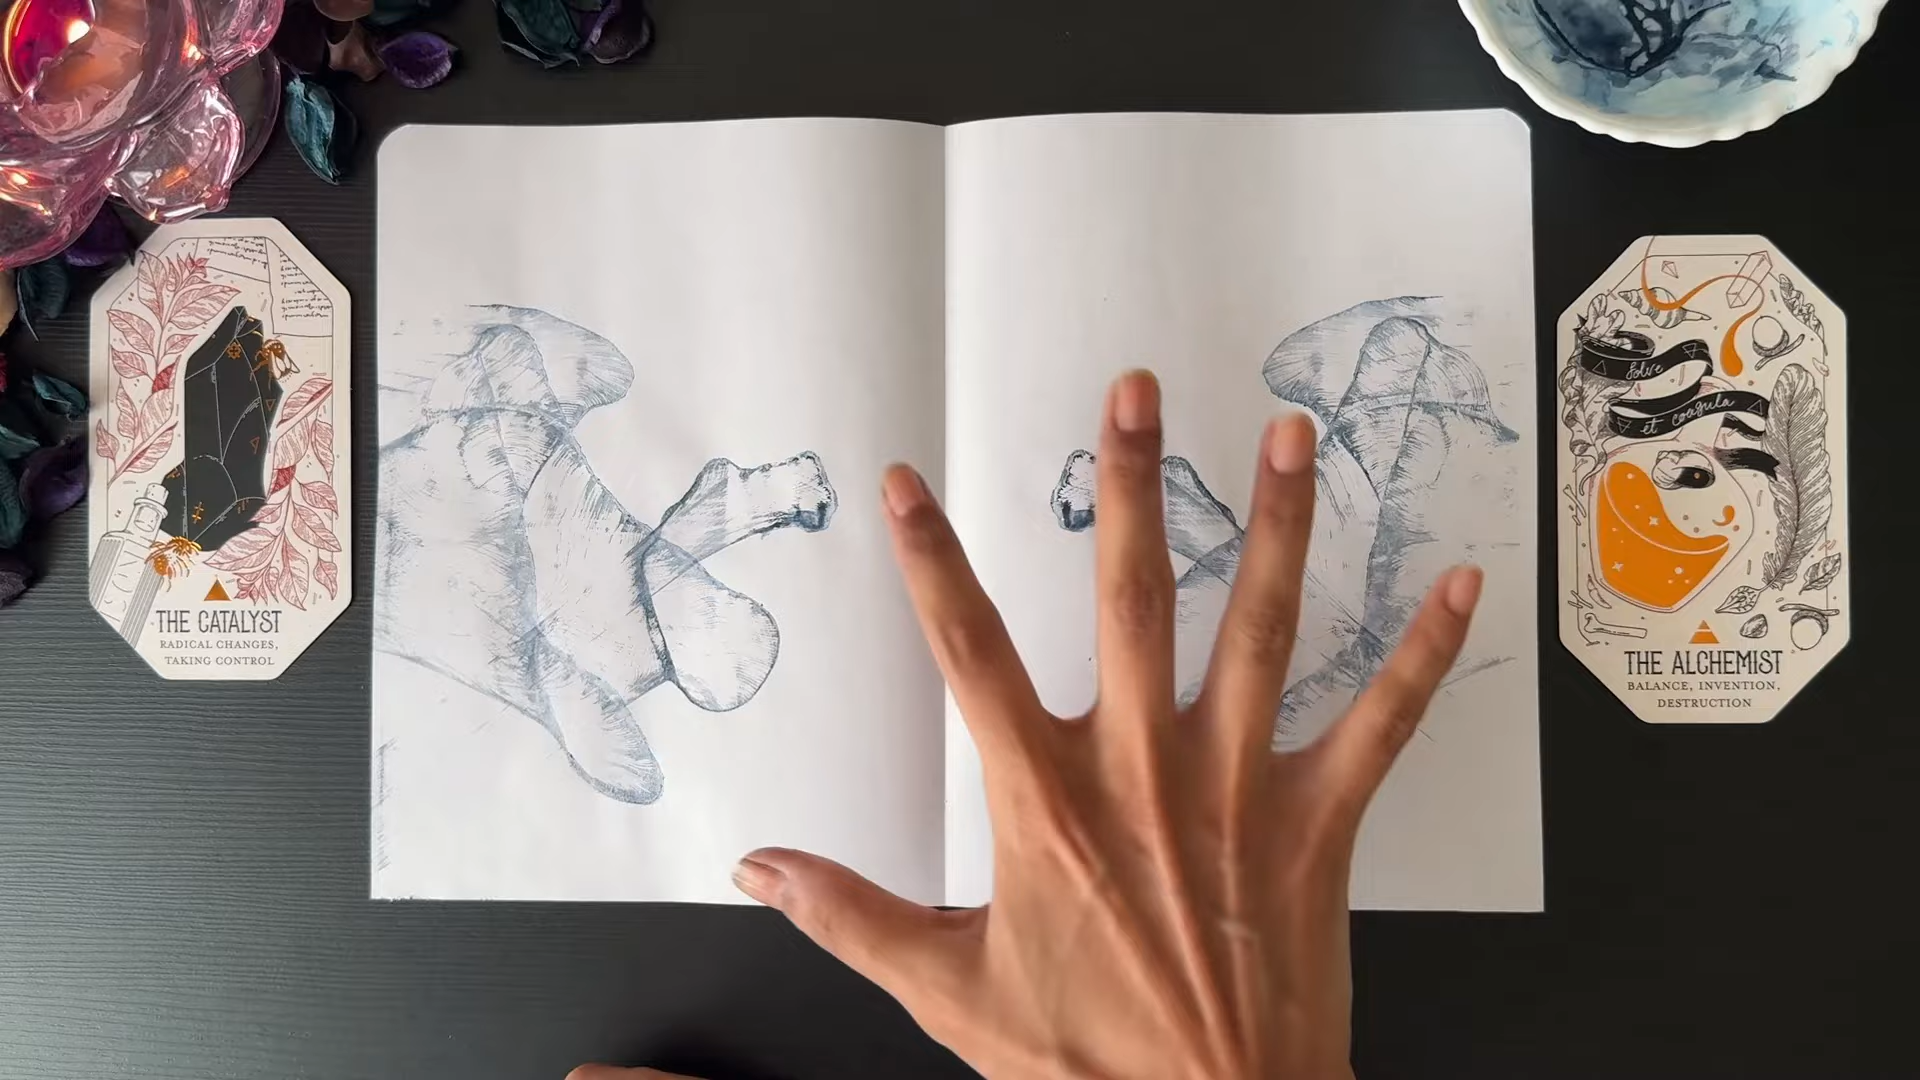 THE CATALYST
RADICAL CHANGES,
TAKING CONTROL
Solve
et coagula
THE ALCHEMIST
BALANCE, INVENTION,
DESTRUCTION